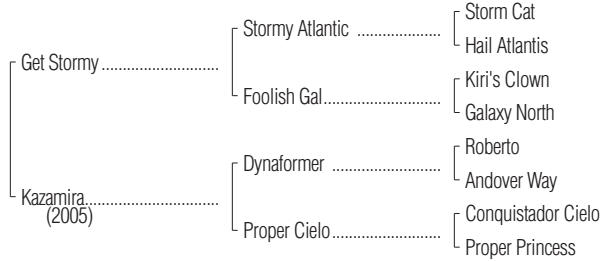 Storm Cat
Stormy Atlantic ....................
Hail Atlantis
Get Stormy ............................
Kiri's Clown
Foolish Gal............................
Galaxy North
Roberto
Dynaformer ..........................
Andover Way
Kazamira................................
(2005)
Conquistador Cielo
Proper Cielo..........................
Proper Princess